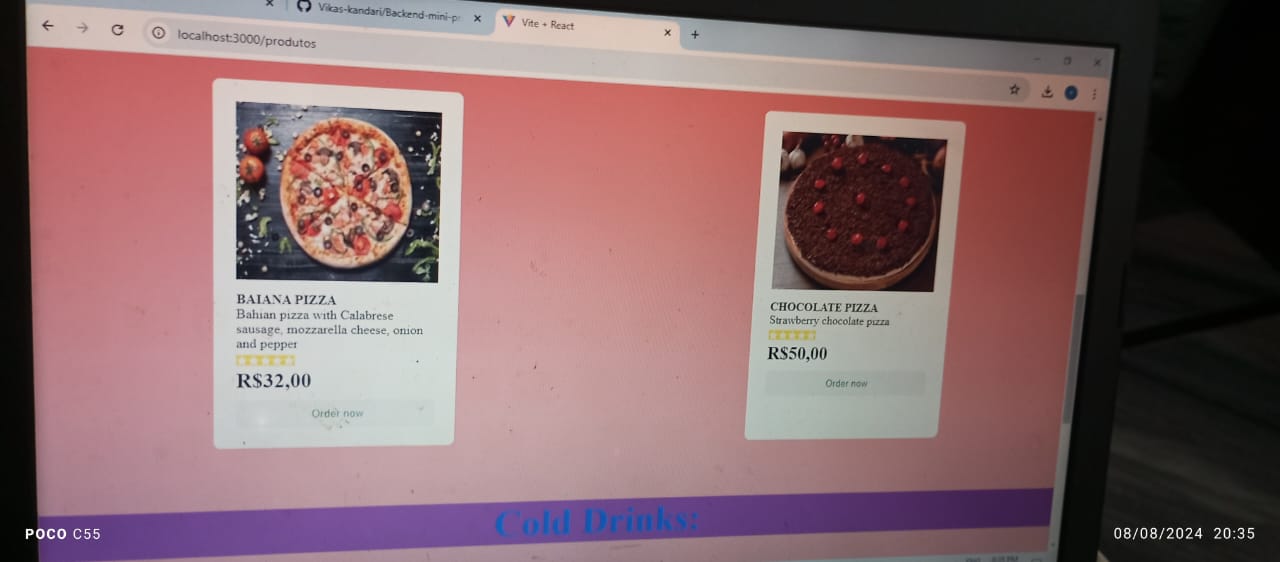 Vikas-kandari/Backend-mini-p
Vite + React
localhost:3000/produtos
BAIANA PIZZA
Bahian pizza with Calabrese
sausage, mozzarella cheese, onion
and pepper
R$32,00
Order now
CHOCOLATE PIZZA
Strawberry chocolate pizza
R$50,00
Order now
Cold Drinks:
POCO C55
08/08/2024 20:35